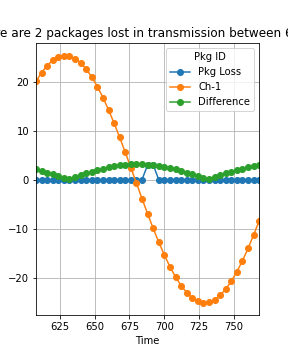 re are 2 packages lost in transmission between 6
Pkg ID
Pkg Loss
Ch-1
Difference
20
10
0
−10
−20
625
650
675
700
725
750
Time